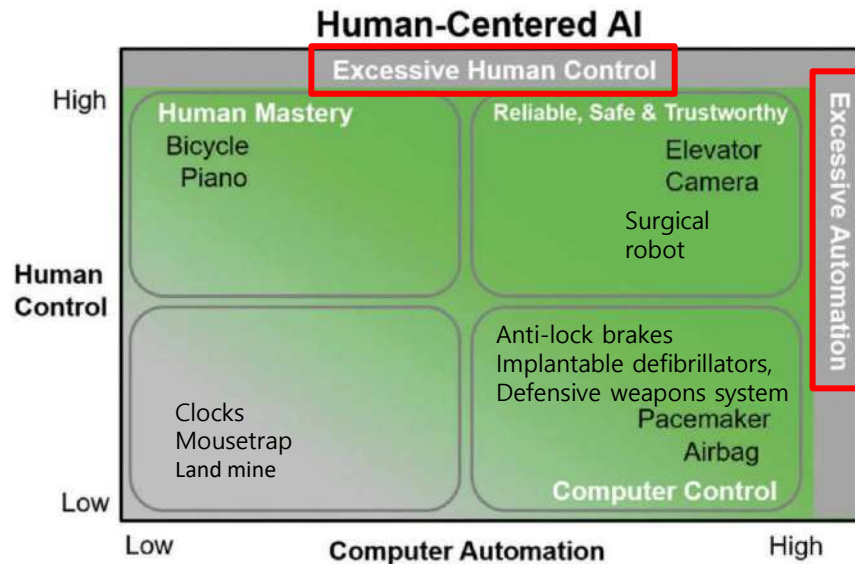 Human-Centered AI
Excessive Human Control
High
Human Mastery
Bicycle
Piano
Reliable, Safe & Trustworthy
Elevator
Camera
Surgical
robot
Excessive Automation
Human
Control
Clocks
Mousetrap
Land mine
Anti-lock brakes
Implantable defibrillators,
Defensive weapons system
Pacemaker
Airbag
Computer Control
Low
Low
Computer Automation
High